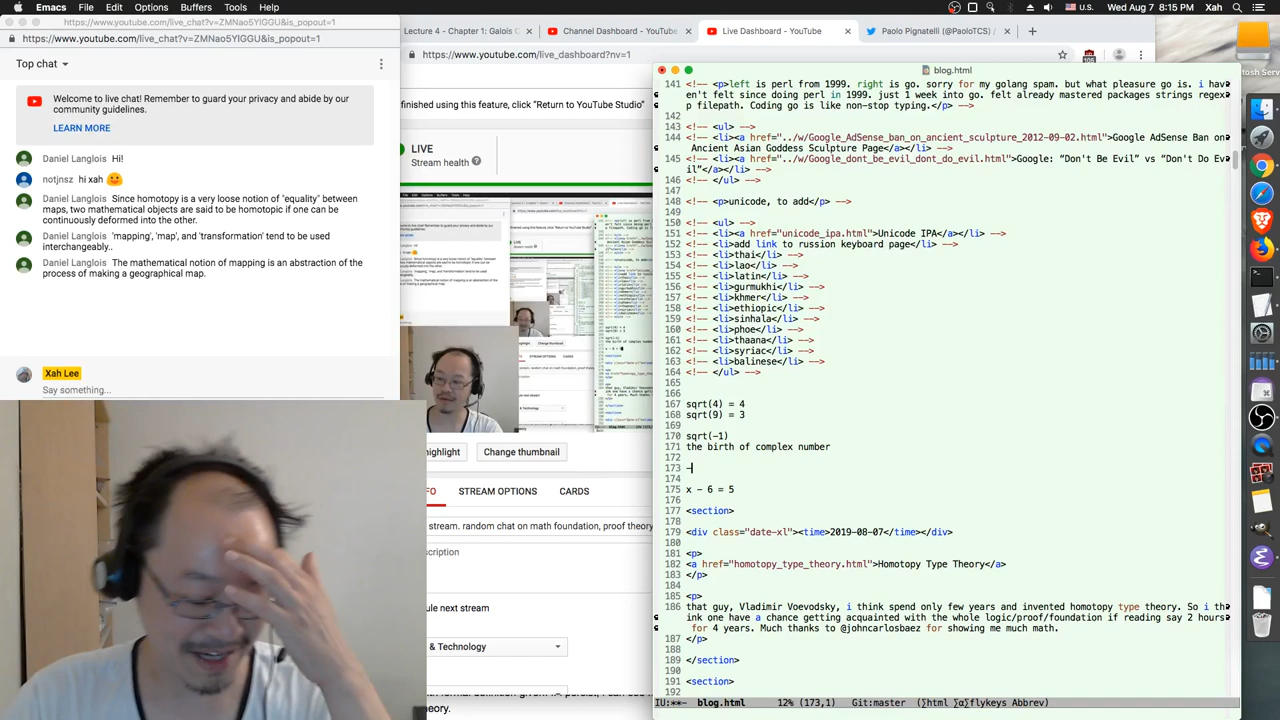 Emacs File Edit Options Buffers Tools Help
8:15 AM Xah Lee
https://www.youtube.com/live_chat?v=ZMNao5YIGGU&is_popout=1
https://www.youtube.com/live_chat?v=ZMNao5YIGGU&is_popout=1
Top chat
Welcome to live chat! Remember to guard your privacy and abide by our
community guidelines.
LEARN MORE
Daniel Langlois Hi!
notjnsz hi xah
Daniel Langlois Since homotopy is a very loose notion of "equality" between
maps, two mathematical objects are said to be homotopic if one can be
continuously deformed into the other.
Daniel Langlois 'mapping', 'map', and 'transformation' tend to be used
interchangeably..
Daniel Langlois The mathematical notion of mapping is an abstraction of the
process of making a geographical map.
Xah Lee
Say something...
Lecture 4 - Chapter 1: Galois C
Channel Dashboard - YouTube
Live Dashboard - YouTube
Paolo Pignatelli (@PaoloTCS) /
https://www.youtube.com/live_dashboard?nv=1
finished using this feature, click "Return to YouTube Studio"
LIVE
Stream health
highlight
Change thumbnail
FO STREAM OPTIONS CARDS
stream. random chat on math foundation, proof theory
scription
ule next stream
& Technology
eory.
blog.html
141 <!-- <p>left is perl from 1999. right is go. sorry for my golang spam. but what pleasure go is. i hav
en't felt since doing perl in 1999. just 1 week into go. felt already mastered packages strings regex
p filepath. Coding go is like non-stop typing.</p> -->
142
143 <!-- <ul> -->
144 <!-- <li><a href="../w/Google_AdSense_ban_on_ancient_sculpture_2012-09-02.html">Google AdSense Ban on
Ancient Asian Goddess Sculpture Page</a></li> -->
145 <!-- <li><a href="../w/Google_dont_be_evil_dont_do_evil.html">Google: “Don't Be Evil” vs “Don't Do Ev
il”</a></li> -->
146 <!-- </ul> -->
147
148 <!-- <p>unicode, to add</p> -->
149
150 <!-- <ul> -->
151 <!-- <li><a href="unicode_ipa.html">Unicode IPA</a></li> -->
152 <!-- <li>add link to russion keyboard page</li> -->
153 <!-- <li>thai</li> -->
154 <!-- <li>lao</li> -->
155 <!-- <li>latin</li> -->
156 <!-- <li>gurmukhi</li> -->
157 <!-- <li>khmer</li> -->
158 <!-- <li>ethiopic</li> -->
159 <!-- <li>sinhala</li> -->
160 <!-- <li>phoe</li> -->
161 <!-- <li>thaana</li> -->
162 <!-- <li>syriac</li> -->
163 <!-- <li>balinese</li> -->
164 <!-- </ul> -->
165
166
167 sqrt(4) = 4
168 sqrt(9) = 3
169
170 sqrt(-1)
171 the birth of complex number
172
173 -
174
175 x - 6 = 5
176
177 <section>
178
179 <div class="date-xl"><time>2019-08-07</time></div>
180
181 <p>
182 <a href="homotopy_type_theory.html">Homotopy Type Theory</a>
183 </p>
184
185 <p>
186 that guy, Vladimir Voevodsky, i think spend only few years and invented homotopy type theory. So i th
ink one have a chance getting acquainted with the whole logic/proof/foundation if reading say 2 hours
for 4 years. Much thanks to @johncarlosbaez for showing me much math.
187 </p>
188
189 </section>
190
191 <section>
192
IU:**- blog.html 12% (173,1) Git:master (∑html ∑α∑flykeys Abbrev)